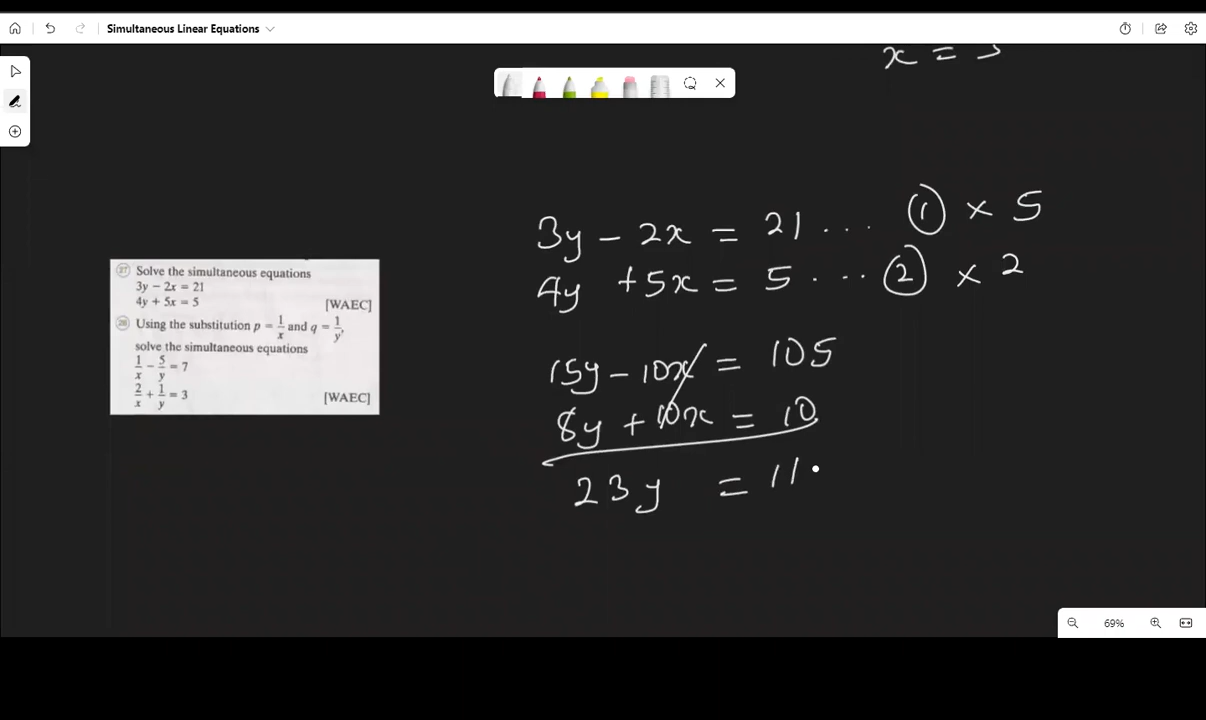 Simultaneous Linear Equations
x = 3
3y - 2x = 21 ... ① × 5
4y + 5x = 5 ... ② × 2
27 Solve the simultaneous equations
3y − 2x = 21
4y + 5x = 5 [WAEC]
28 Using the substitution p = 1/x and q = 1/y,
solve the simultaneous equations
1/x − 5/y = 7
2/x + 1/y = 3 [WAEC]
15y - 10x = 105
8y + 10x = 10
23y = 11
69%